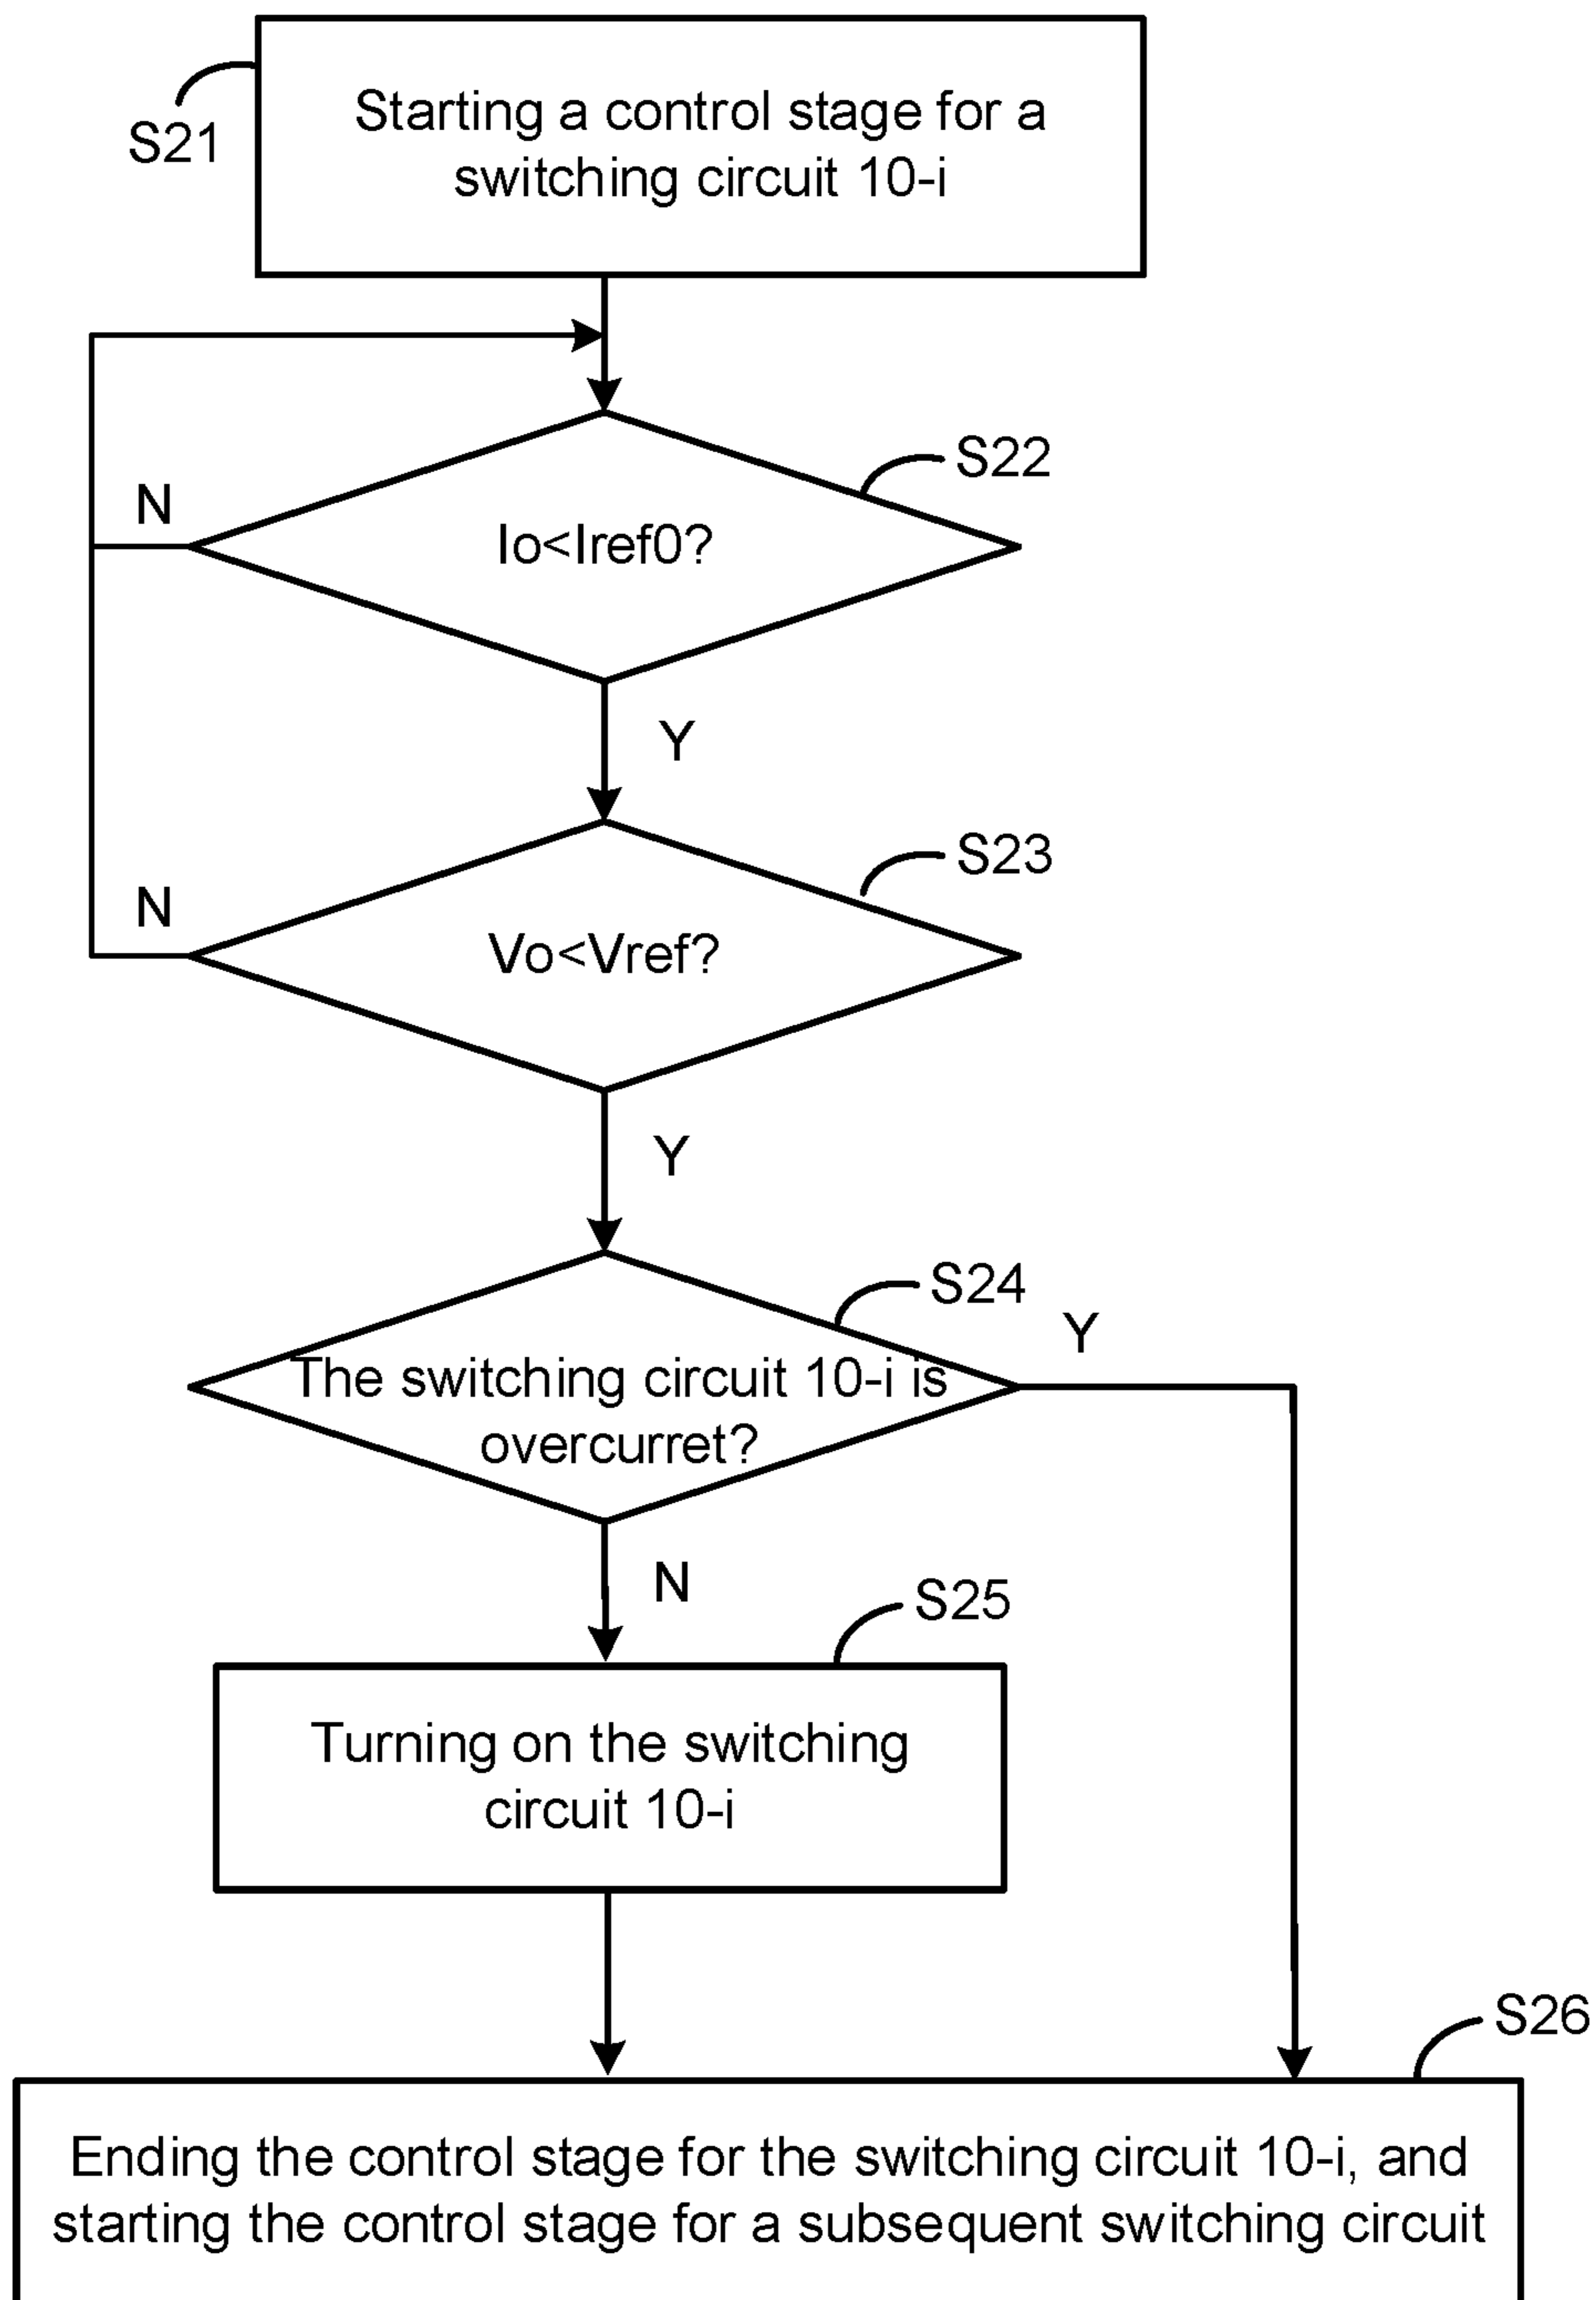 Starting a control stage for a
switching circuit 10-i
S21
S22
N
Io<Iref0?
Y
S23
N
Vo<Vref?
Y
S24
Y
The switching circuit 10-i is
overcurret?
N
S25
Turning on the switching
circuit 10-i
S26
Ending the control stage for the switching circuit 10-i, and
starting the control stage for a subsequent switching circuit